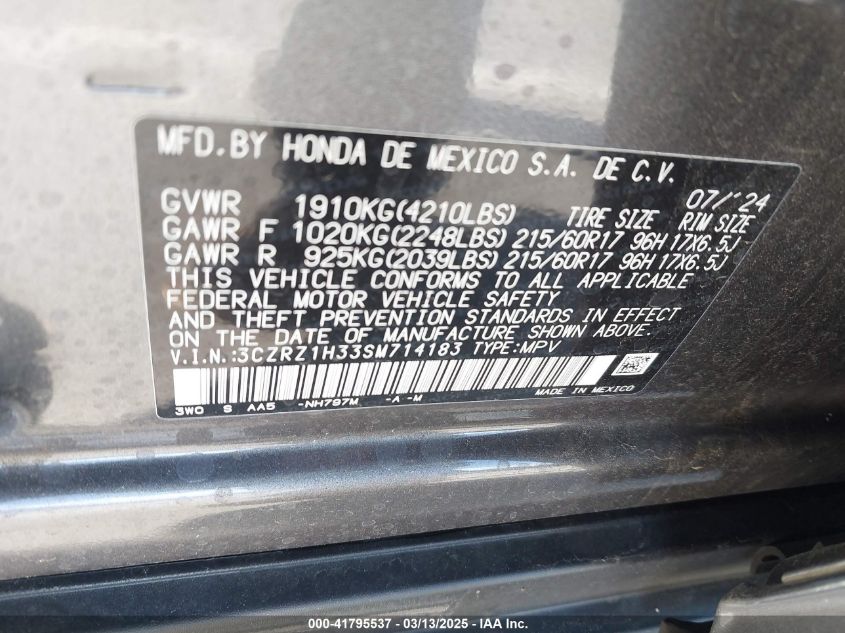 MFD. BY HONDA DE MEXICO S.A. DE C.V.
07/'24
GVWR 1910KG(4210LBS) TIRE SIZE RIM SIZE
GAWR F 1020KG(2248LBS) 215/60R17 96H 17X6.5J
GAWR R 925KG(2039LBS) 215/60R17 96H 17X6.5J
THIS VEHICLE CONFORMS TO ALL APPLICABLE
FEDERAL MOTOR VEHICLE SAFETY
AND THEFT PREVENTION STANDARDS IN EFFECT
ON THE DATE OF MANUFACTURE SHOWN ABOVE.
V.I.N.:3CZRZ1H33SM714183 TYPE:MPV
MADE IN MEXICO
3W0 S AA5 -NH797M -A -M
000-41795537 - 03/13/2025 - IAA Inc.